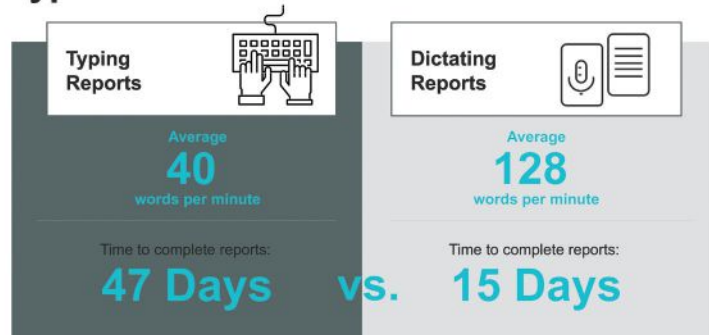 Typing
Reports
Average
40
words per minute
Time to complete reports:
47 Days
vs.
Dictating
Reports
Average
128
words per minute
Time to complete reports:
15 Days